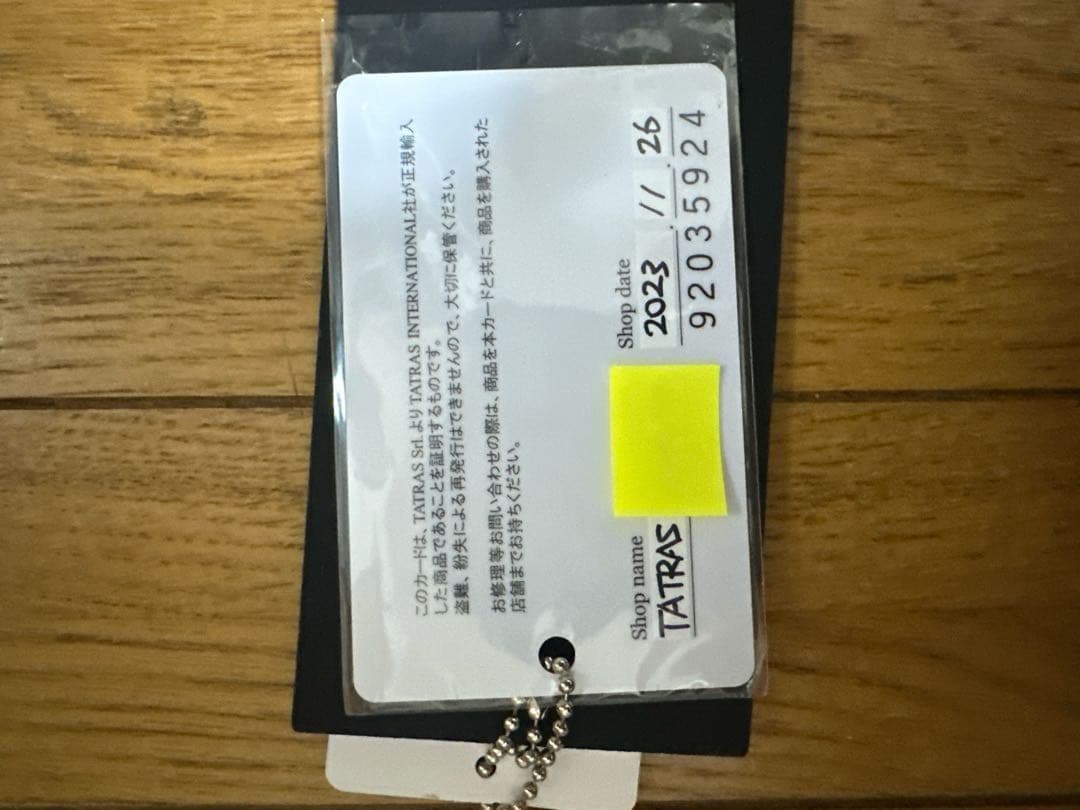 このカードは、TATRAS Srl.よりTATRAS INTERNATIONAL社が正規輸入
した商品であることを証明するものです。
盗難、紛失による再発行はできませんので、大切に保管ください。
お修理等お問い合わせの際は、商品を本カードと共に、商品を購入された
店舗までお持ちください。
Shop name
TATRAS
Shop date
2023 . 11 . 26
92035924